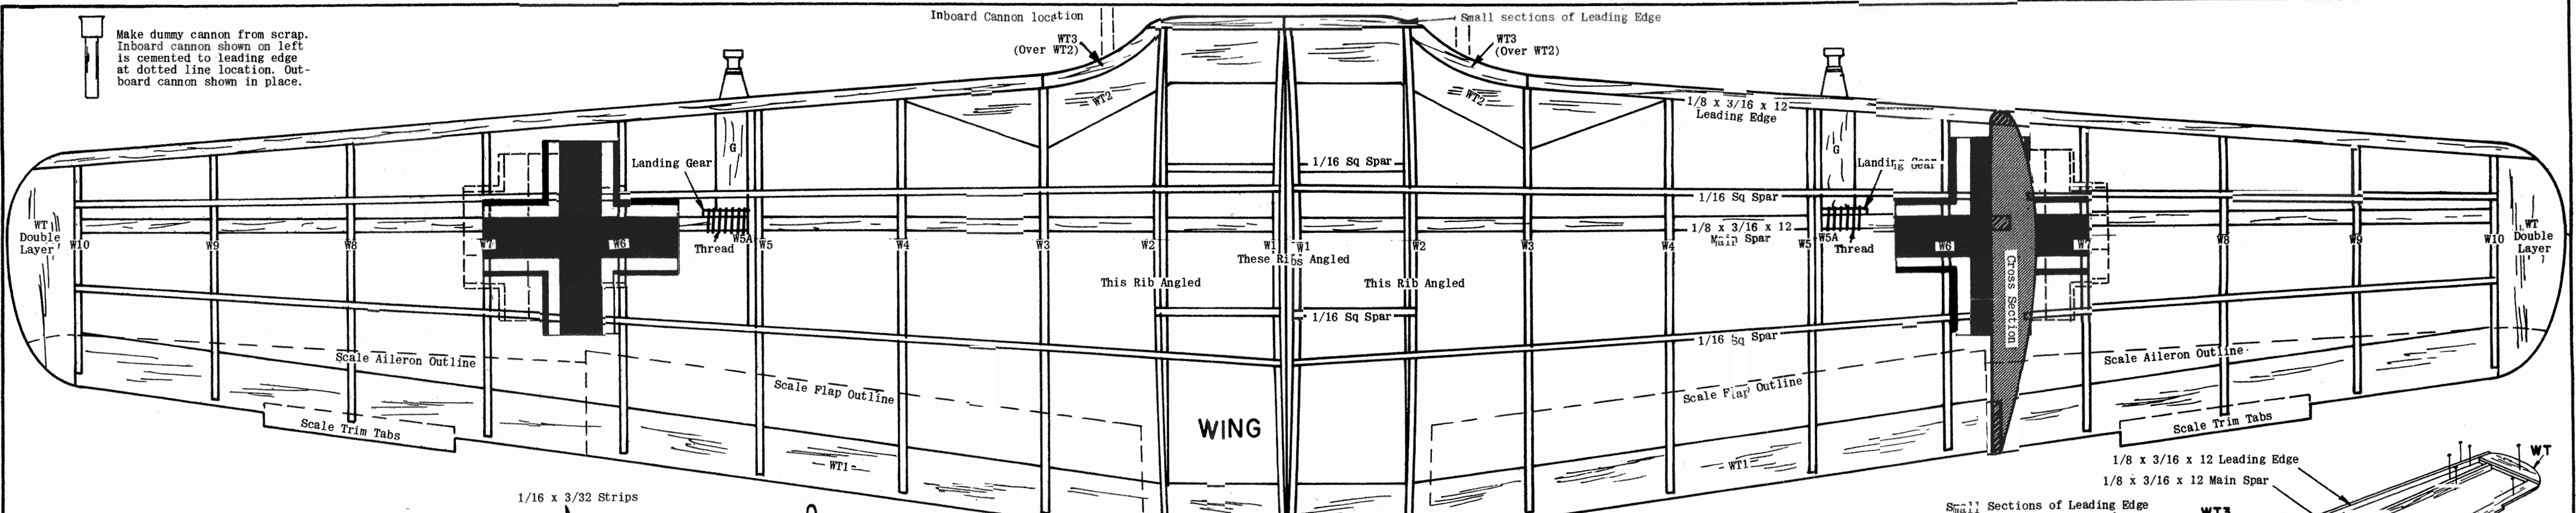 Make dummy cannon from scrap.
Inboard cannon shown on left
is cemented to leading edge
at dotted line location. Out-
board cannon shown in place.
Inboard Cannon location
Small sections of Leading Edge
WT3
(Over WT2)
WT3
(Over WT2)
WT2
WT2
1/8 x 3/16 x 12
Leading Edge
G
G
Landing Gear
Landing Gear
1/16 Sq Spar
1/16 Sq Spar
1/8 x 3/16 x 12
Main Spar
WT
Double
Layer
W10
W9
W8
W7
W6
Thread
W5A
W5
W4
W3
W2
W1
W1
W2
W3
W4
W5
W5A
Thread
W6
W7
W8
W9
W10
WT
Double
Layer
These Ribs Angled
This Rib Angled
This Rib Angled
Cross Section
1/16 Sq Spar
1/16 Sq Spar
Scale Aileron Outline
Scale Flap Outline
Scale Flap Outline
Scale Aileron Outline
Scale Trim Tabs
Scale Trim Tabs
WING
WT1
WT1
1/16 x 3/32 Strips
1/8 x 3/16 x 12 Leading Edge
1/8 x 3/16 x 12 Main Spar
WT
Small Sections of Leading Edge
WT3